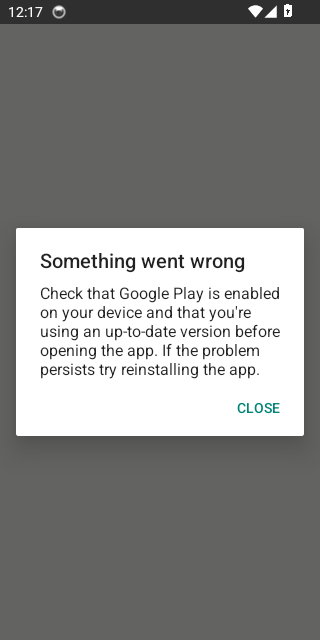 12:17
Something went wrong
Check that Google Play is enabled
on your device and that you're
using an up-to-date version before
opening the app. If the problem
persists try reinstalling the app.
CLOSE